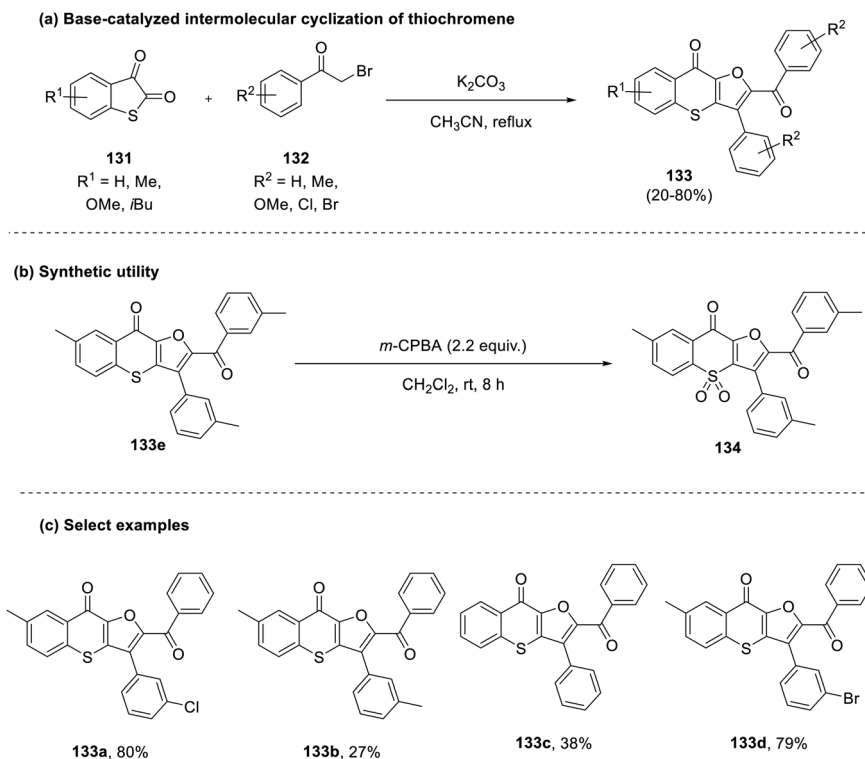 (a) Base-catalyzed intermolecular cyclization of thiochromene
R¹ S O O
+
R² O Br
K₂CO₃
CH₃CN, reflux
R¹ O S O O R² R²
131
R¹ = H, Me,
OMe, iBu
132
R² = H, Me,
OMe, Cl, Br
133
(20-80%)
(b) Synthetic utility
O O S O
133e
m-CPBA (2.2 equiv.)
CH₂Cl₂, rt, 8 h
O O S O O O
134
(c) Select examples
O O S O Cl
133a, 80%
O O S O
133b, 27%
O O S O
133c, 38%
O O S O Br
133d, 79%